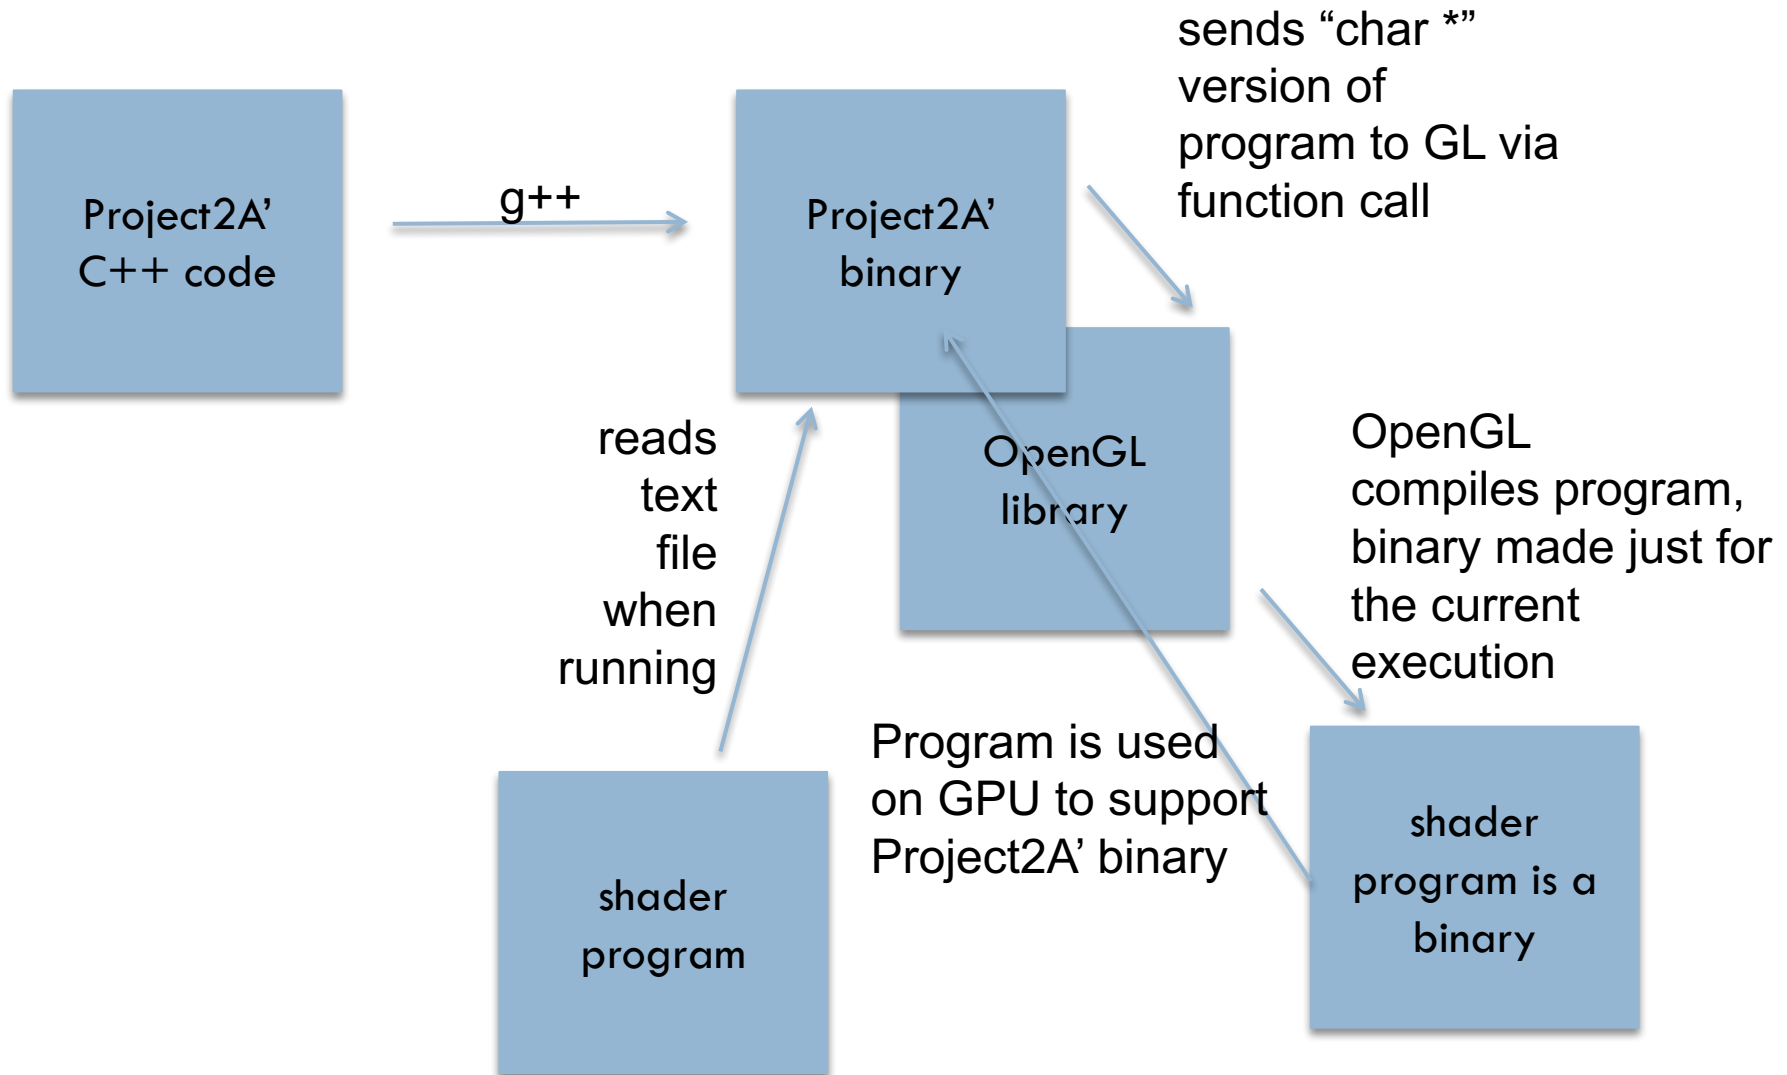 sends “char *”
version of
program to GL via
function call
Project2A’
C++ code
g++
Project2A’
binary
reads
text
file
when
running
OpenGL
library
OpenGL
compiles program,
binary made just for
the current
execution
Program is used
on GPU to support
Project2A’ binary
shader
program
shader
program is a
binary